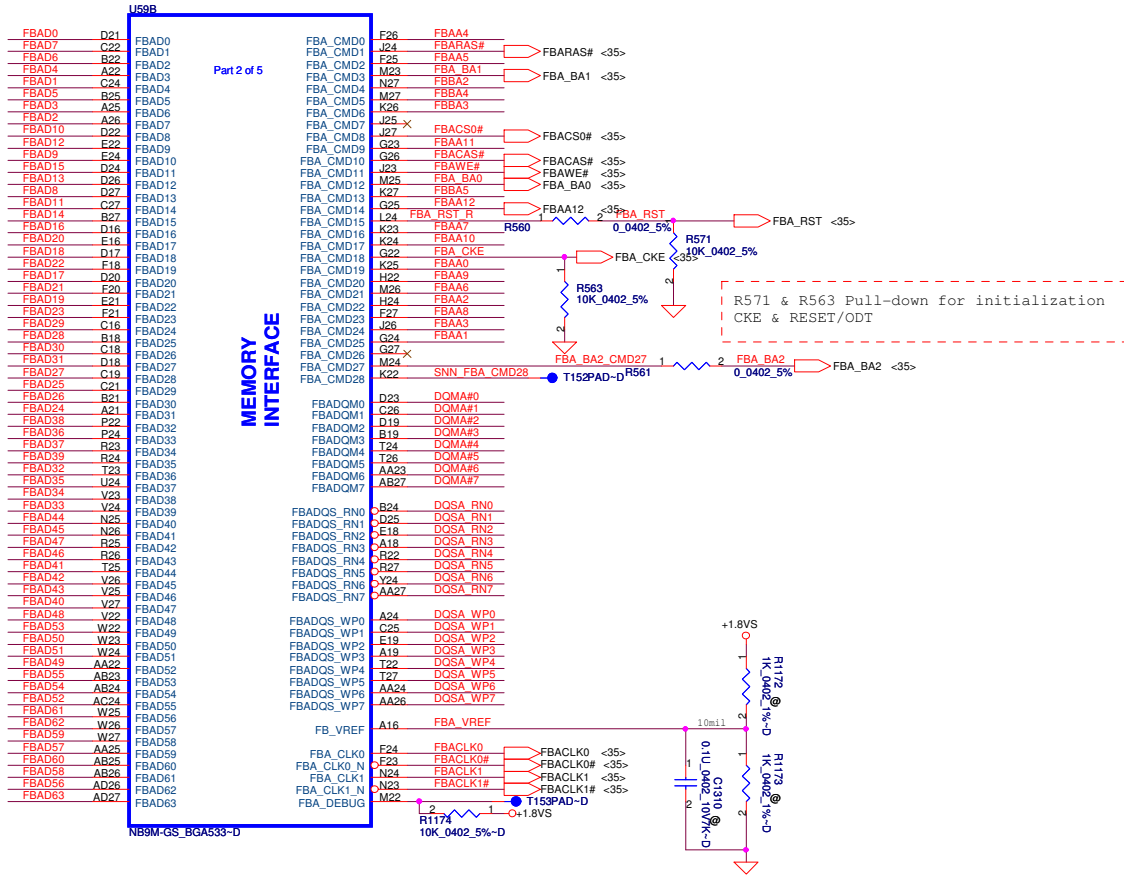 U59B
FBAD0 D21 FBAD0 FBA_CMD0 F26 FBAA4
FBAD7 C22 FBAD1 FBA_CMD1 J24 FBARAS# FBARAS# <35>
FBAD6 B22 FBAD2 FBA_CMD2 F25 FBAA5
FBAD4 A22 FBAD3 FBA_CMD3 M23 FBA_BA1 FBA_BA1 <35>
Part 2 of 5
FBAD1 C24 FBAD4 FBA_CMD4 N27 FBBA2
FBAD5 B25 FBAD5 FBA_CMD5 M27 FBBA4
FBAD3 A25 FBAD6 FBA_CMD6 K26 FBBA3
FBAD2 A26 FBAD7 FBA_CMD7 J25
FBAD10 D22 FBAD8 FBA_CMD8 J27 FBACS0# FBACS0# <35>
FBAD12 E22 FBAD9 FBA_CMD9 G23 FBAA11
FBAD9 E24 FBAD10 FBA_CMD10 G26 FBACAS# FBACAS# <35>
FBAD15 D24 FBAD11 FBA_CMD11 J23 FBAWE# FBAWE# <35>
FBAD13 D26 FBAD12 FBA_CMD12 M25 FBA_BA0 FBA_BA0 <35>
FBAD8 D27 FBAD13 FBA_CMD13 K27 FBBA5
FBAD11 C27 FBAD14 FBA_CMD14 G25 FBAA12 FBAA12 <35>
FBAD14 B27 FBAD15 FBA_CMD15 L24 FBA_RST_R R560 1 2 0_0402_5% FBA_RST FBA_RST <35>
FBAD16 D16 FBAD16 FBA_CMD16 K23 FBAA7
FBAD20 E16 FBAD17 FBA_CMD17 K24 FBAA10
1 2 R571
10K_0402_5%
FBAD18 D17 FBAD18 FBA_CMD18 G22 FBA_CKE FBA_CKE <35>
FBAD22 F18 FBAD19 FBA_CMD19 K25 FBAA0
FBAD17 D20 FBAD20 FBA_CMD20 H22 FBAA9
FBAD21 F20 FBAD21 FBA_CMD21 M26 FBAA6
1 2 R563
10K_0402_5%
R571 & R563 Pull-down for initialization
CKE & RESET/ODT
FBAD19 E21 FBAD22 FBA_CMD22 H24 FBAA2
FBAD23 F21 FBAD23 FBA_CMD23 F27 FBAA8
FBAD29 C16 FBAD24 FBA_CMD24 J26 FBAA3
FBAD28 B18 FBAD25 FBA_CMD25 G24 FBAA1
FBAD30 C18 FBAD26 FBA_CMD26 G27
FBAD31 D18 FBAD27 FBA_CMD27 M24 FBA_BA2_CMD27 R561 1 2 0_0402_5% FBA_BA2 FBA_BA2 <35>
FBAD27 C19 FBAD28 FBA_CMD28 K22 SNN_FBA_CMD28 T152PAD~D
FBAD25 C21 FBAD29
FBAD26 B21 FBAD30 FBADQM0 D23 DQMA#0
FBAD24 A21 FBAD31 FBADQM1 C26 DQMA#1
FBAD38 P22 FBAD32 FBADQM2 D19 DQMA#2
FBAD36 P24 FBAD33 FBADQM3 B19 DQMA#3
FBAD37 R23 FBAD34 FBADQM4 T24 DQMA#4
FBAD39 R24 FBAD35 FBADQM5 T26 DQMA#5
FBAD32 T23 FBAD36 FBADQM6 AA23 DQMA#6
FBAD35 U24 FBAD37 FBADQM7 AB27 DQMA#7
MEMORY
INTERFACE
FBAD34 V23 FBAD38
FBAD33 V24 FBAD39 FBADQS_RN0 B24 DQSA_RN0
FBAD44 N25 FBAD40 FBADQS_RN1 D25 DQSA_RN1
FBAD45 N26 FBAD41 FBADQS_RN2 E18 DQSA_RN2
FBAD47 R25 FBAD42 FBADQS_RN3 A18 DQSA_RN3
FBAD46 R26 FBAD43 FBADQS_RN4 R22 DQSA_RN4
FBAD41 T25 FBAD44 FBADQS_RN5 R27 DQSA_RN5
FBAD42 V26 FBAD45 FBADQS_RN6 Y24 DQSA_RN6
FBAD43 V25 FBAD46 FBADQS_RN7 AA27 DQSA_RN7
FBAD40 V27 FBAD47
FBAD48 V22 FBAD48 FBADQS_WP0 A24 DQSA_WP0
FBAD53 W22 FBAD49 FBADQS_WP1 C25 DQSA_WP1
FBAD50 W23 FBAD50 FBADQS_WP2 E19 DQSA_WP2
FBAD51 W24 FBAD51 FBADQS_WP3 A19 DQSA_WP3
FBAD49 AA22 FBAD52 FBADQS_WP4 T22 DQSA_WP4
FBAD55 AB23 FBAD53 FBADQS_WP5 T27 DQSA_WP5
FBAD54 AB24 FBAD54 FBADQS_WP6 AA24 DQSA_WP6
FBAD52 AC24 FBAD55 FBADQS_WP7 AA26 DQSA_WP7
+1.8VS
1 2 R1172
1K_0402_1%~D
@
FBAD61 W25 FBAD56
FBAD62 W26 FBAD57 FB_VREF A16 FBA_VREF 10mil
FBAD59 W27 FBAD58
FBAD57 AA25 FBAD59 FBA_CLK0 F24 FBACLK0 FBACLK0 <35>
FBAD60 AB25 FBAD60 FBA_CLK0_N F23 FBACLK0# FBACLK0# <35>
FBAD58 AB26 FBAD61 FBA_CLK1 N24 FBACLK1 FBACLK1 <35>
FBAD56 AD26 FBAD62 FBA_CLK1_N N23 FBACLK1# FBACLK1# <35>
FBAD63 AD27 FBAD63 FBA_DEBUG M22 T153PAD~D
1 2 C1310
0.1U_0402_10V7K~D
@
1 2 R1173
1K_0402_1%~D
@
R1174 2 1 +1.8VS
10K_0402_5%~D
NB9M-GS_BGA533~D